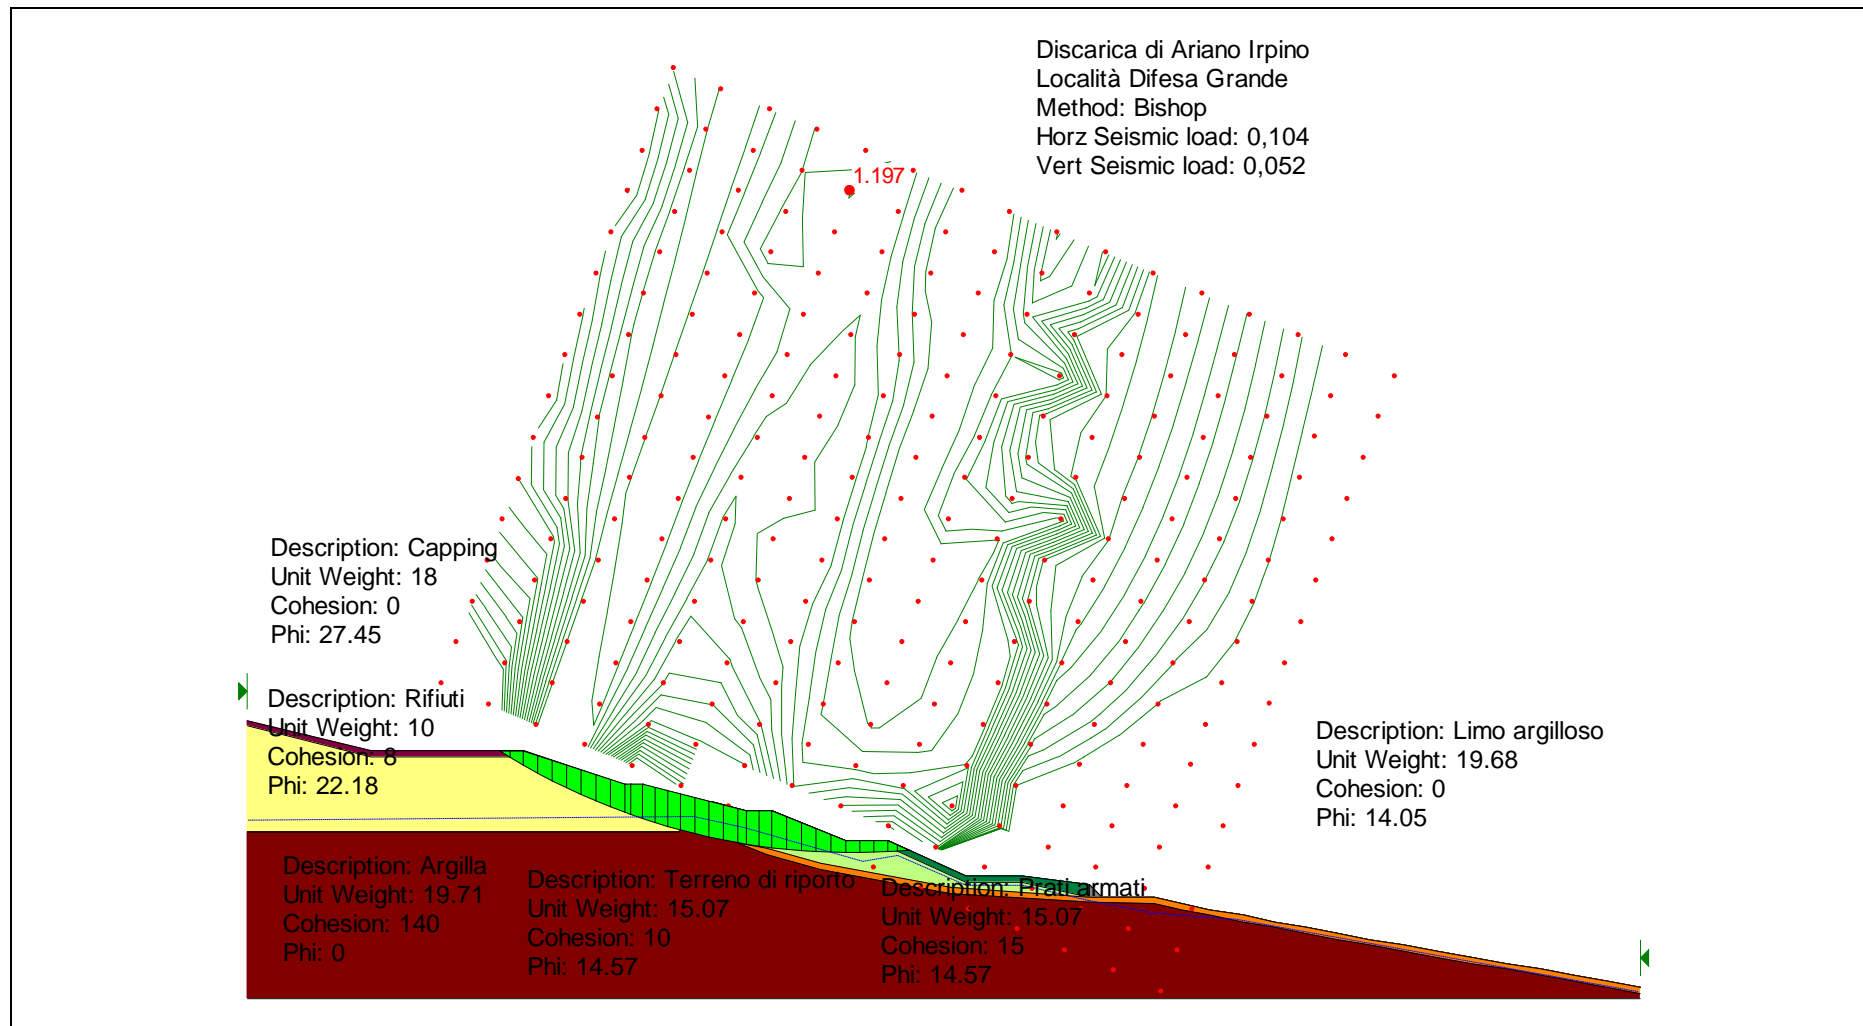 Discarica di Ariano Irpino
Località Difesa Grande
Method: Bishop
Horz Seismic load: 0,104
Vert Seismic load: 0,052
1.197
Description: Capping
Unit Weight: 18
Cohesion: 0
Phi: 27.45
Description: Rifiuti
Unit Weight: 10
Cohesion: 8
Phi: 22.18
Description: Limo argilloso
Unit Weight: 19.68
Cohesion: 0
Phi: 14.05
Description: Argilla
Unit Weight: 19.71
Cohesion: 140
Phi: 0
Description: Terreno di riporto
Unit Weight: 15.07
Cohesion: 10
Phi: 14.57
Description: Prati armati
Unit Weight: 15.07
Cohesion: 15
Phi: 14.57